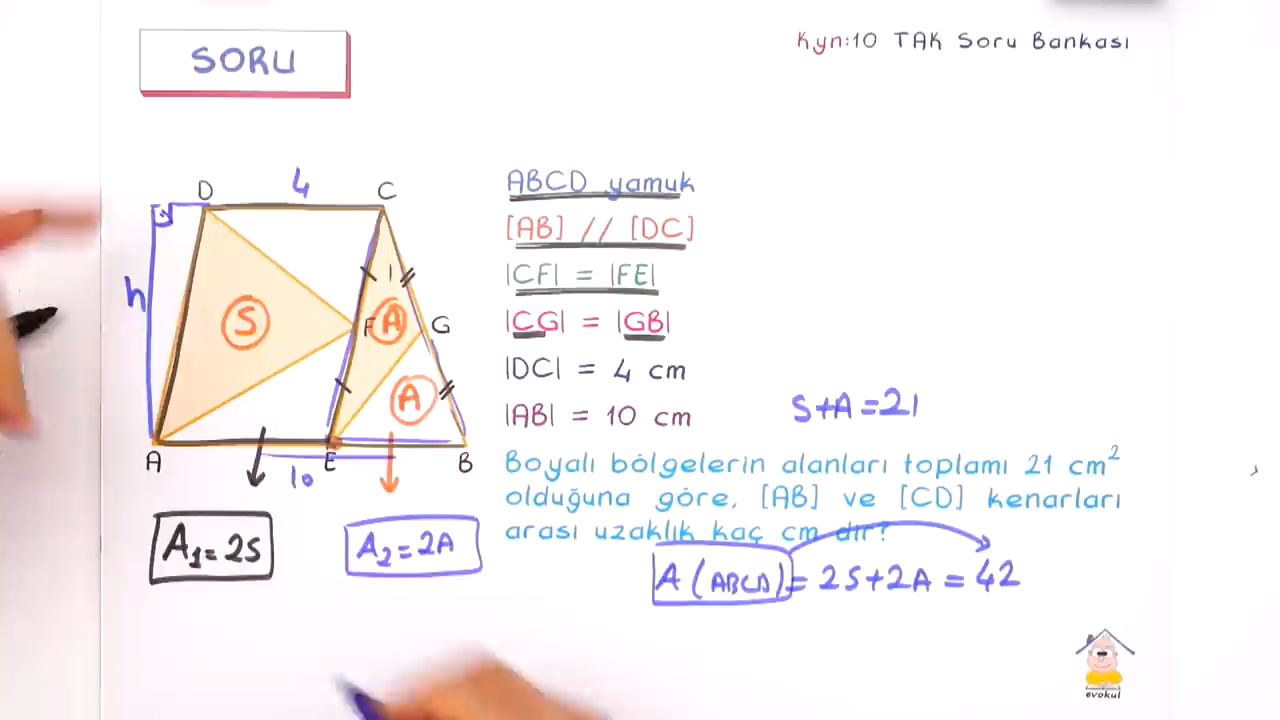 SORU
Kyn:10 TAK Soru Bankası
D 4 C
h
S
F A G
A
A E B
10
ABCD yamuk
[AB] // [DC]
|CF| = |FE|
|CG| = |GB|
|DC| = 4 cm
|AB| = 10 cm
S+A=21
Boyalı bölgelerin alanları toplamı 21 cm²
olduğuna göre, [AB] ve [CD] kenarları
arası uzaklık kaç cm dir?
A₁=2S
A₂=2A
A(ABCD)=2S+2A=42
evokul